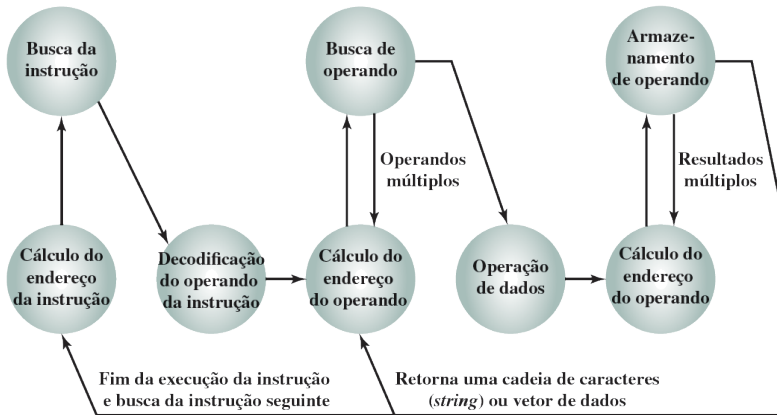 Busca da
instrução
Busca de
operando
Armaze-
namento
de operando
Operandos
múltiplos
Resultados
múltiplos
Cálculo do
endereço
da instrução
Decodificação
do operando
da instrução
Cálculo do
endereço
do operando
Operação
de dados
Cálculo do
endereço
do operando
Fim da execução da instrução
e busca da instrução seguinte
Retorna uma cadeia de caracteres
(string) ou vetor de dados